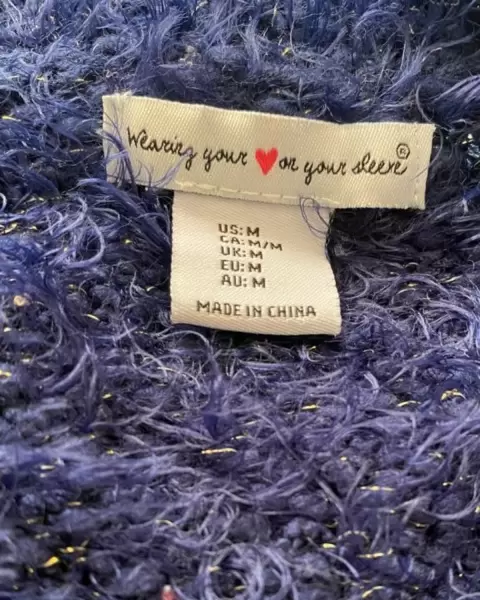 Wearing your ❤ on your sleeve®
US: M
CA: M/M
UK: M
EU: M
AU: M
MADE IN CHINA